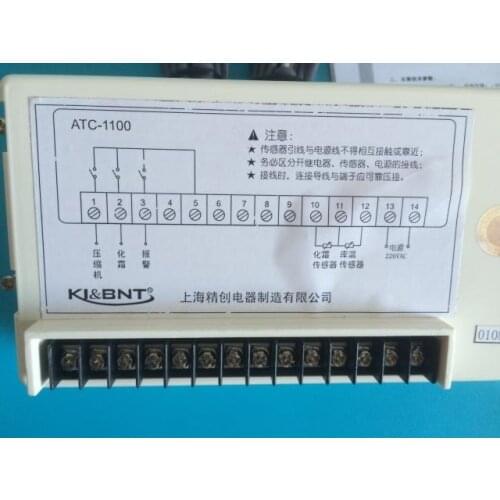 ATC-1100
▲注意:
★ 传感器引线与电源线不得相互接触或靠近;
★ 务必区分开继电器、传感器、电源的接线;
★ 接线时、连接导线与端子应可靠压接。
1 2 3 4 5 6 7 8 9 10 11 12 13 14
压缩机
化霜
报警
化霜传感器
库温传感器
电源
220VAC
KI&BNT®
上海精创电器制造有限公司